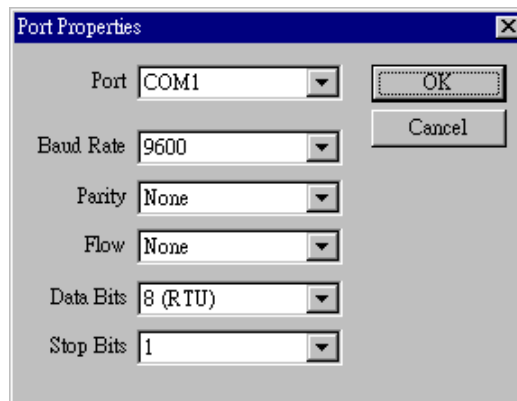 Port Properties
Port COM1
OK
Cancel
Baud Rate 9600
Parity None
Flow None
Data Bits 8 (RTU)
Stop Bits 1